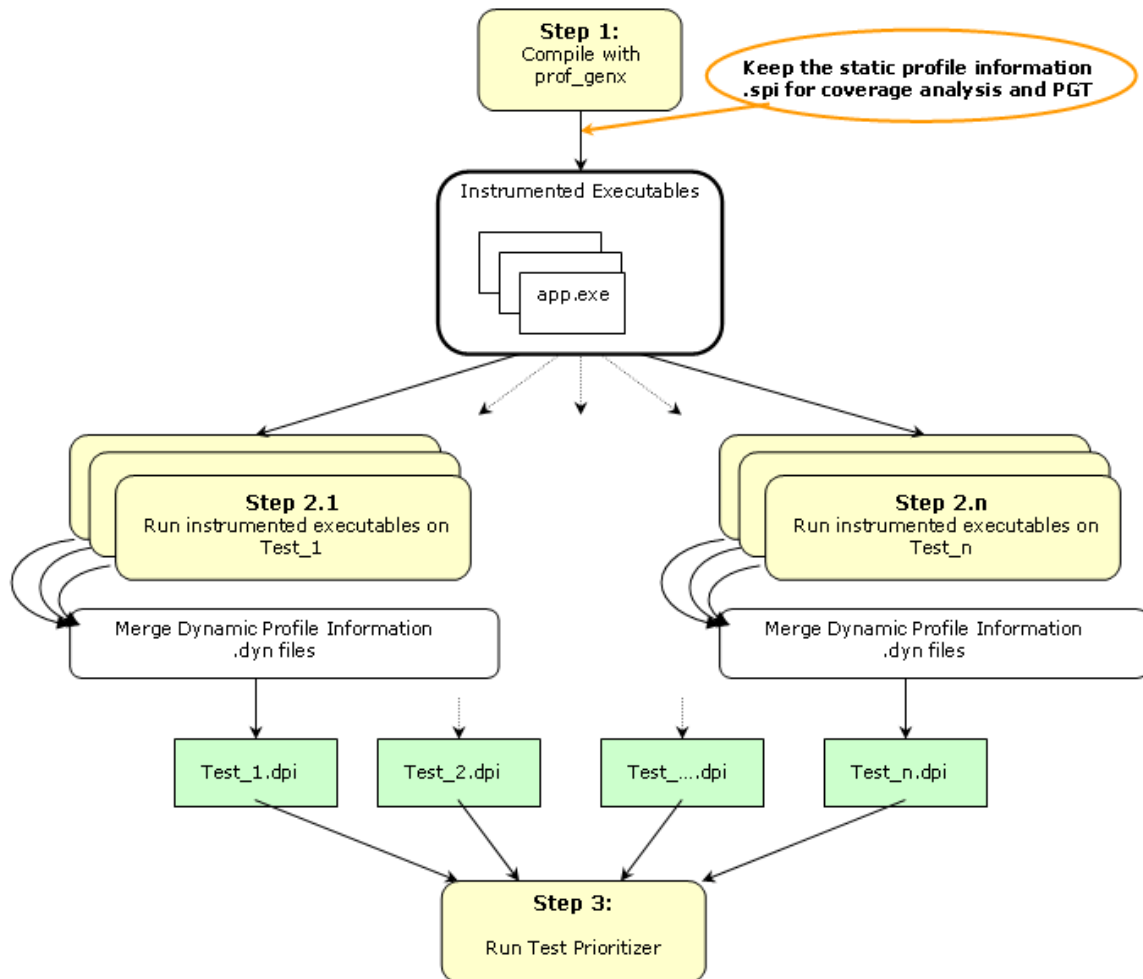 Step 1:
Compile with
prof_genx
Keep the static profile information
.spi for coverage analysis and PGT
Instrumented Executables
app.exe
Step 2.1
Run instrumented executables on
Test_1
Step 2.n
Run instrumented executables on
Test_n
Merge Dynamic Profile Information
.dyn files
Merge Dynamic Profile Information
.dyn files
Test_1.dpi
Test_2.dpi
Test_....dpi
Test_n.dpi
Step 3:
Run Test Prioritizer